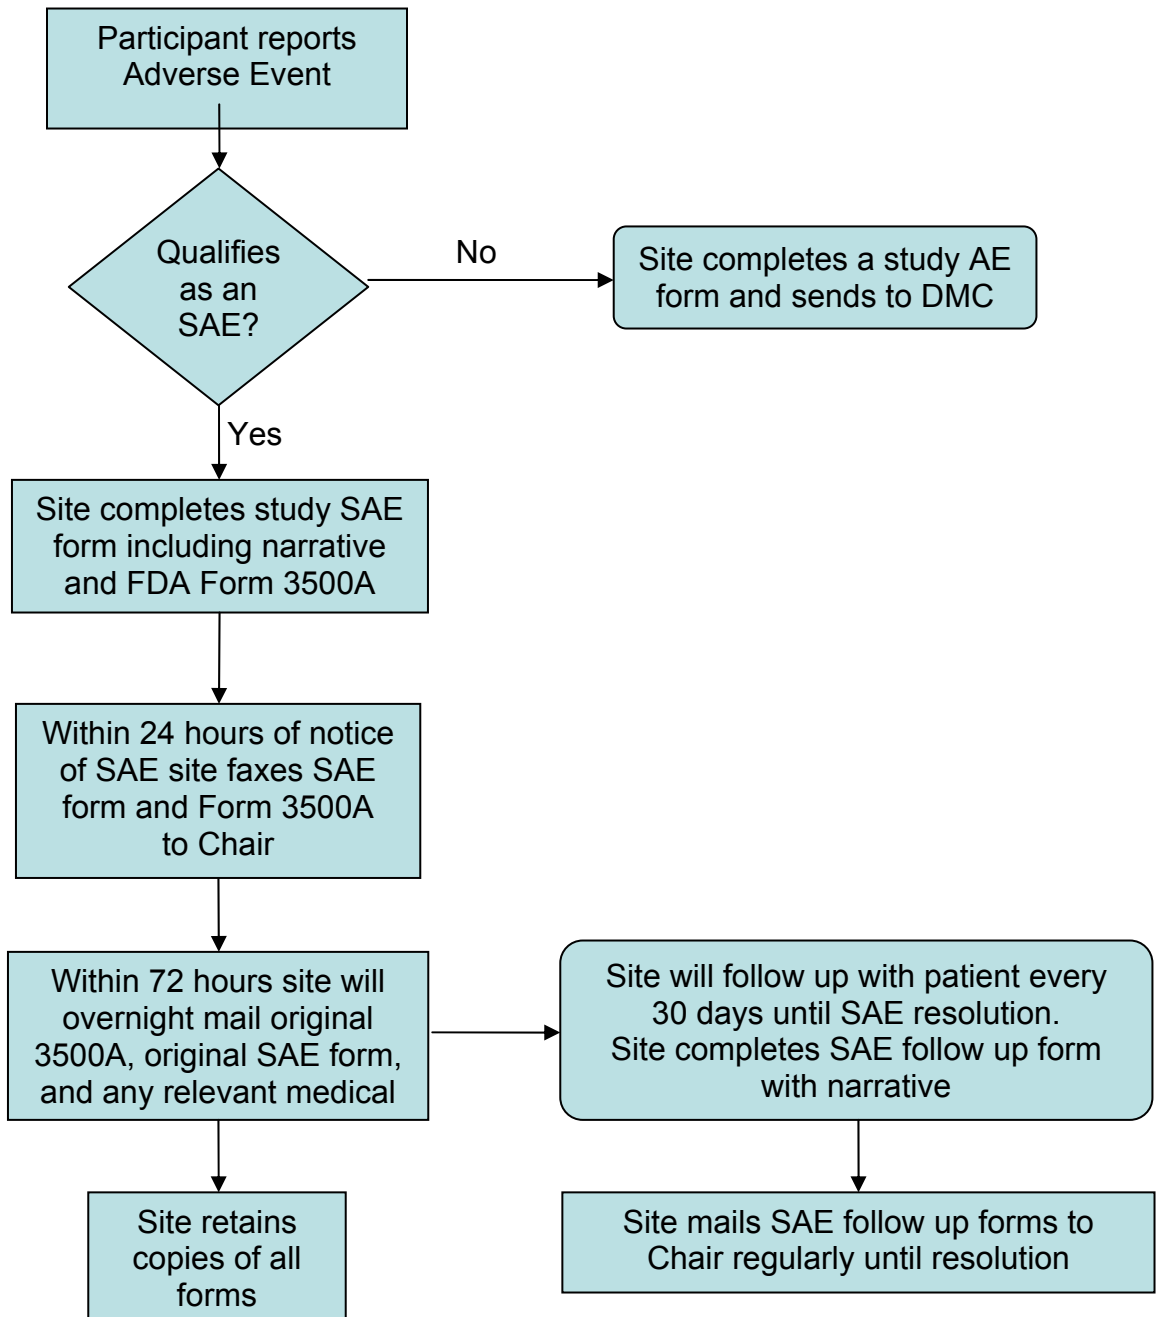 Participant reports
Adverse Event
Qualifies
as an
SAE?
No
Site completes a study AE
form and sends to DMC
Yes
Site completes study SAE
form including narrative
and FDA Form 3500A
Within 24 hours of notice
of SAE site faxes SAE
form and Form 3500A
to Chair
Within 72 hours site will
overnight mail original
3500A, original SAE form,
and any relevant medical
Site will follow up with patient every
30 days until SAE resolution.
Site completes SAE follow up form
with narrative
Site retains
copies of all
forms
Site mails SAE follow up forms to
Chair regularly until resolution